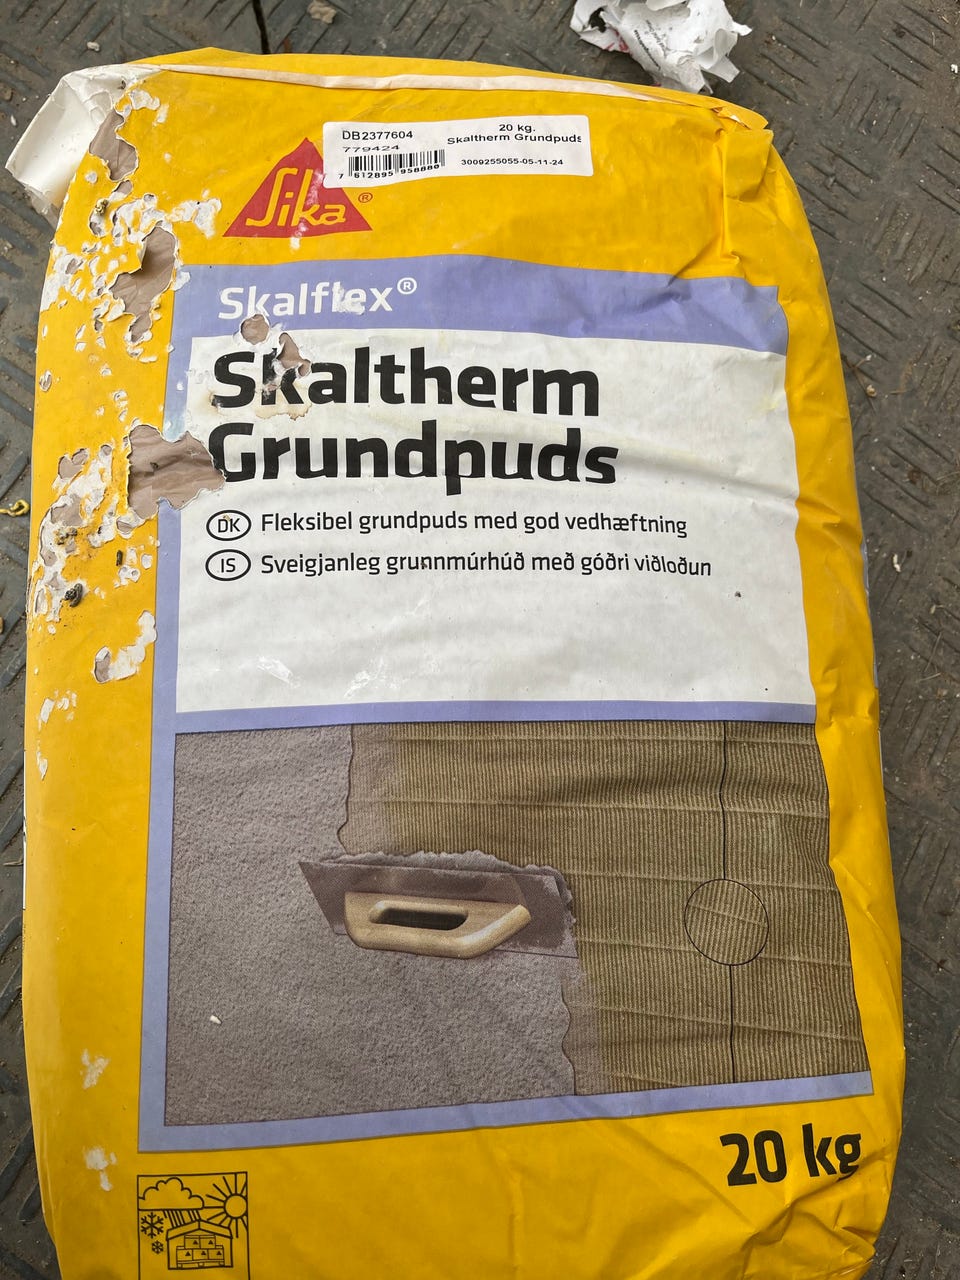 DB2377604
20 kg.
779424
Skaltherm Grundpuds
3009255055-05-11-24
7 612895 958880
Sika®
Skalflex®
Skaltherm
Grundpuds
DK Fleksibel grundpuds med god vedhæftning
IS Sveigjanleg grunnmúrhúð með góðri viðloðun
20 kg